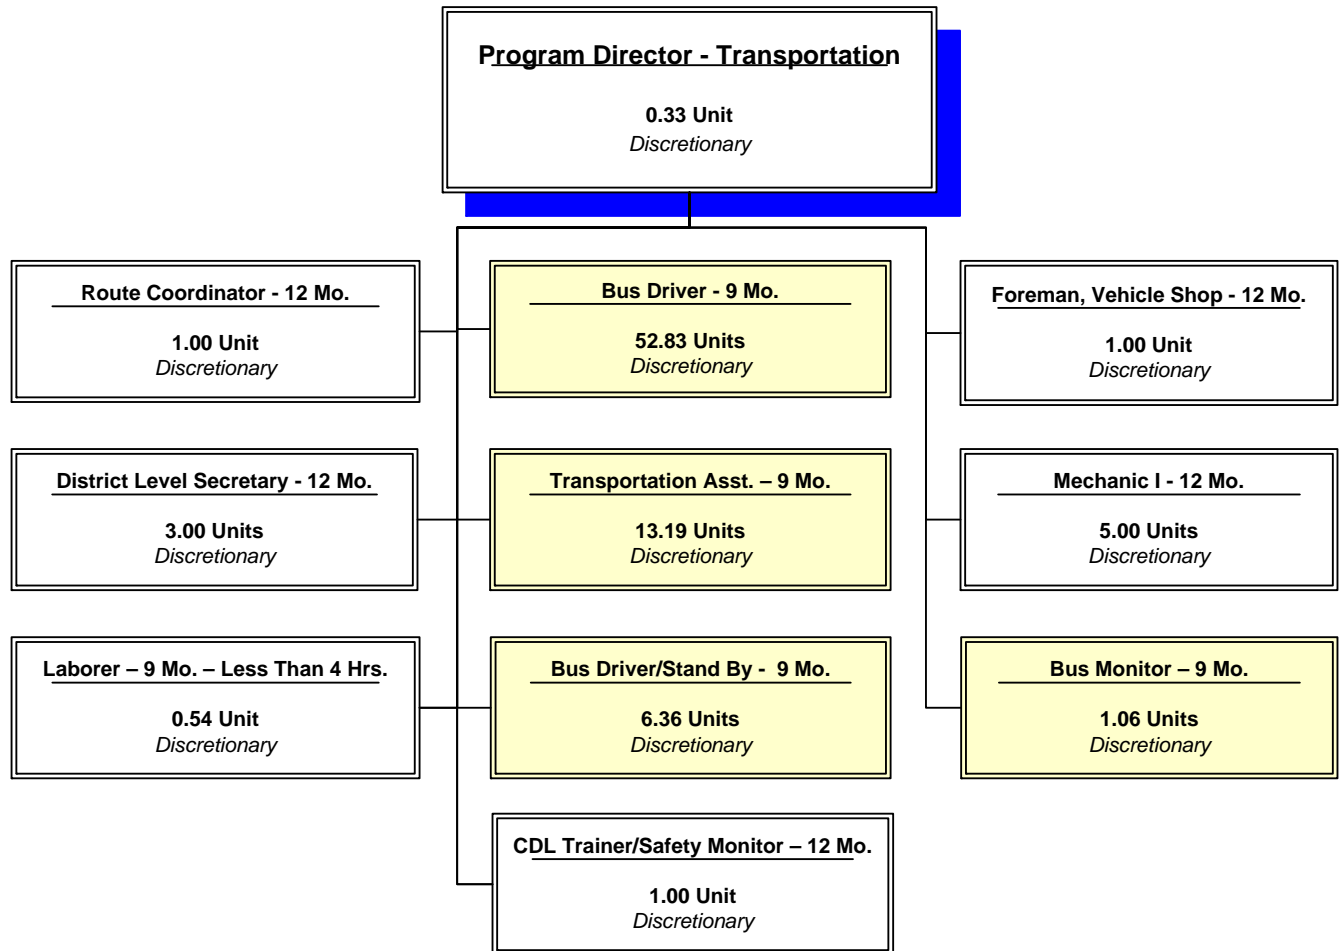 Program Director - Transportation
0.33 Unit
Discretionary
Route Coordinator - 12 Mo.
1.00 Unit
Discretionary
Bus Driver - 9 Mo.
52.83 Units
Discretionary
Foreman, Vehicle Shop - 12 Mo.
1.00 Unit
Discretionary
District Level Secretary - 12 Mo.
3.00 Units
Discretionary
Transportation Asst. – 9 Mo.
13.19 Units
Discretionary
Mechanic I - 12 Mo.
5.00 Units
Discretionary
Laborer – 9 Mo. – Less Than 4 Hrs.
0.54 Unit
Discretionary
Bus Driver/Stand By - 9 Mo.
6.36 Units
Discretionary
Bus Monitor – 9 Mo.
1.06 Units
Discretionary
CDL Trainer/Safety Monitor – 12 Mo.
1.00 Unit
Discretionary